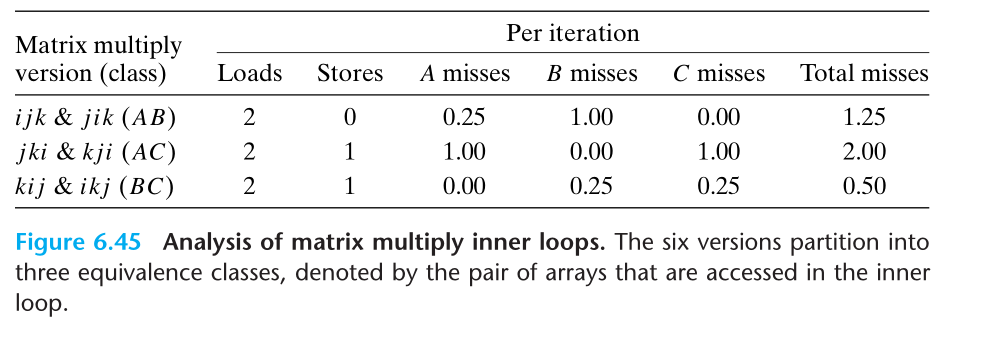 Per iteration
Matrix multiply
version (class) Loads Stores A misses B misses C misses Total misses
ijk & jik (AB) 2 0 0.25 1.00 0.00 1.25
jki & kji (AC) 2 1 1.00 0.00 1.00 2.00
kij & ikj (BC) 2 1 0.00 0.25 0.25 0.50
Figure 6.45 Analysis of matrix multiply inner loops. The six versions partition into
three equivalence classes, denoted by the pair of arrays that are accessed in the inner
loop.